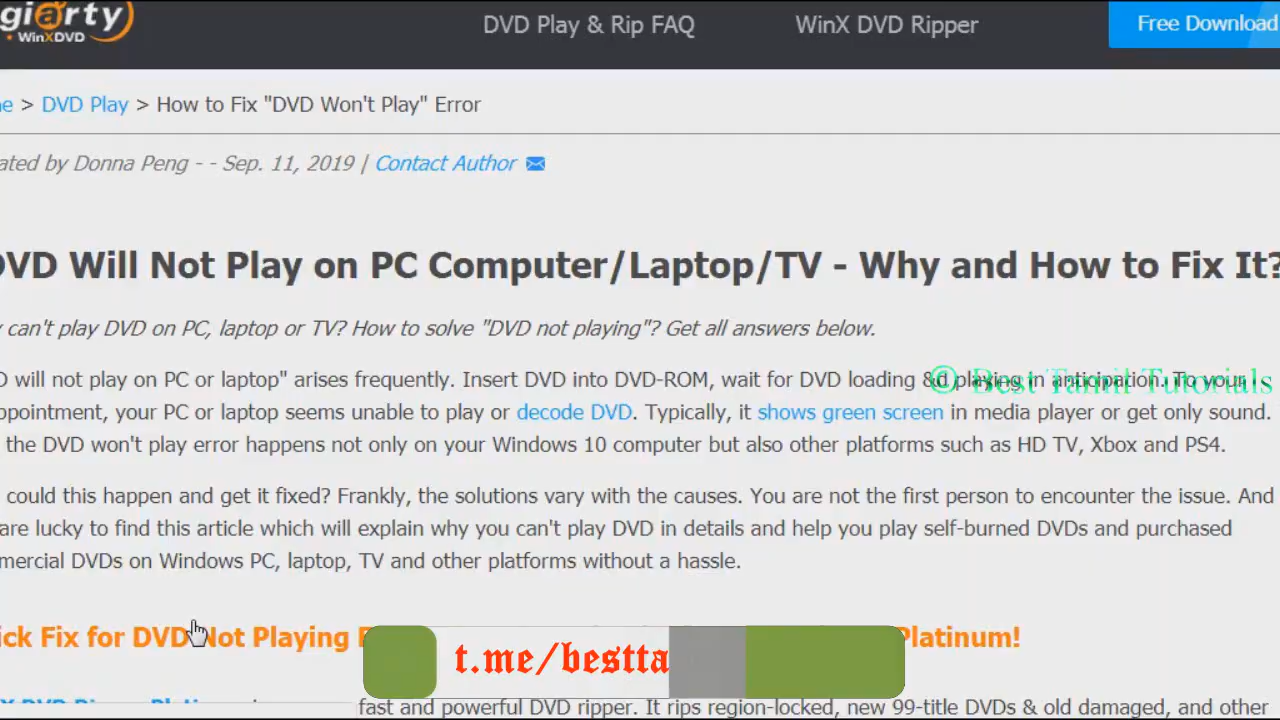 giarty
WinXDVD
DVD Play & Rip FAQ
WinX DVD Ripper
Free Download
> DVD Play > How to Fix "DVD Won't Play" Error
by Donna Peng - - Sep. 11, 2019 | Contact Author
DVD Will Not Play on PC Computer/Laptop/TV - Why and How to Fix It?
can't play DVD on PC, laptop or TV? How to solve "DVD not playing"? Get all answers below.
will not play on PC or laptop" arises frequently. Insert DVD into DVD-ROM, wait for DVD loading & playing in anticipation. To your
© Best Tamil Tutorials
your PC or laptop seems unable to play or decode DVD. Typically, it shows green screen in media player or get only sound.
the DVD won't play error happens not only on your Windows 10 computer but also other platforms such as HD TV, Xbox and PS4.
could this happen and get it fixed? Frankly, the solutions vary with the causes. You are not the first person to encounter the issue. And
are lucky to find this article which will explain why you can't play DVD in details and help you play self-burned DVDs and purchased
DVDs on Windows PC, laptop, TV and other platforms without a hassle.
Fix for DVD Not Playing
Platinum!
t.me/bestta
fast and powerful DVD ripper. It rips region-locked, new 99-title DVDs & old damaged, and other